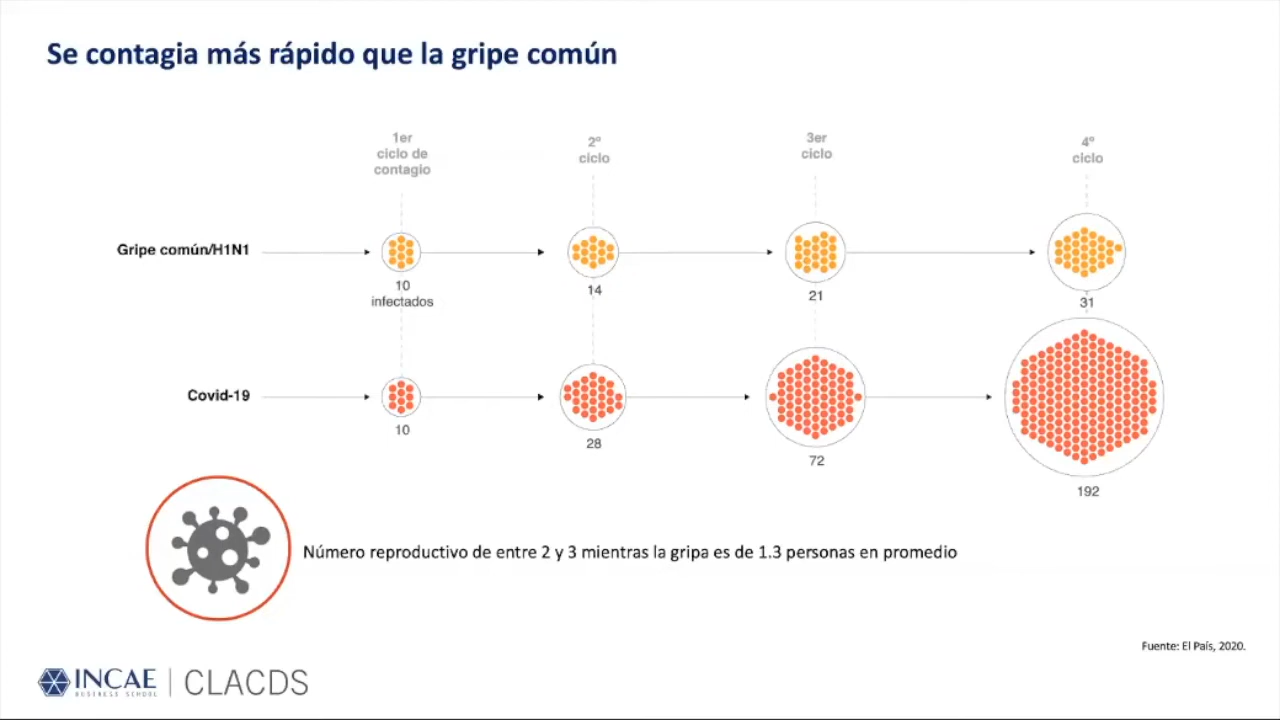 Se contagia más rápido que la gripe común
1er
ciclo de
contagio
2º
ciclo
3er
ciclo
4º
ciclo
Gripe común/H1N1
10
infectados
14
21
31
Covid-19
10
28
72
192
Número reproductivo de entre 2 y 3 mientras la gripa es de 1.3 personas en promedio
Fuente: El País, 2020.
INCAE
BUSINESS SCHOOL
CLACDS